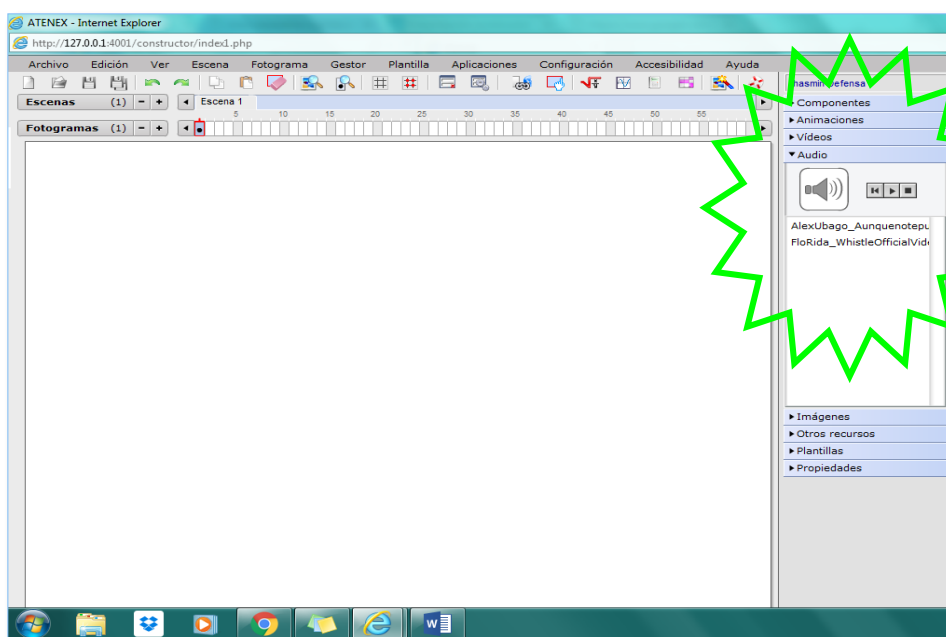 ATENEX - Internet Explorer
http://127.0.0.1:4001/constructor/index1.php
Archivo Edición Ver Escena Fotograma Gestor Plantilla Aplicaciones Configuración Accesibilidad Ayuda
Escenas (1) - + Escena 1
5 10 15 20 25 30 35 40 45 50 55
Fotogramas (1) - +
Componentes
Animaciones
Vídeos
Audio
AlexUbago_Aunquenotepu
FloRida_WhistleOfficialVid
Imágenes
Otros recursos
Plantillas
Propiedades